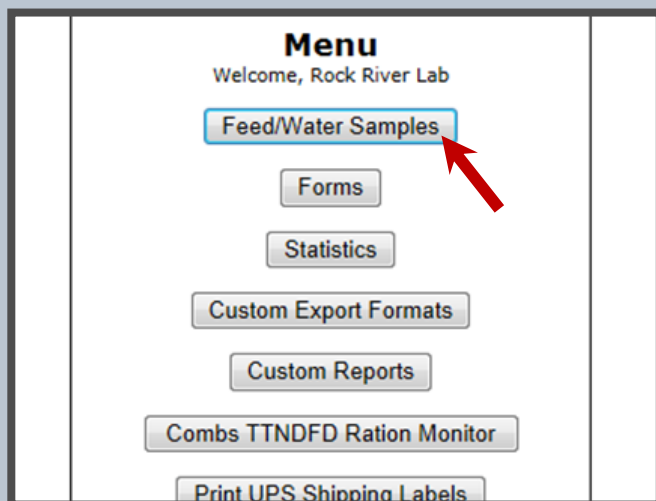 Menu
Welcome, Rock River Lab
Feed/Water Samples
Forms
Statistics
Custom Export Formats
Custom Reports
Combs TTNDFD Ration Monitor
Print UPS Shipping Labels